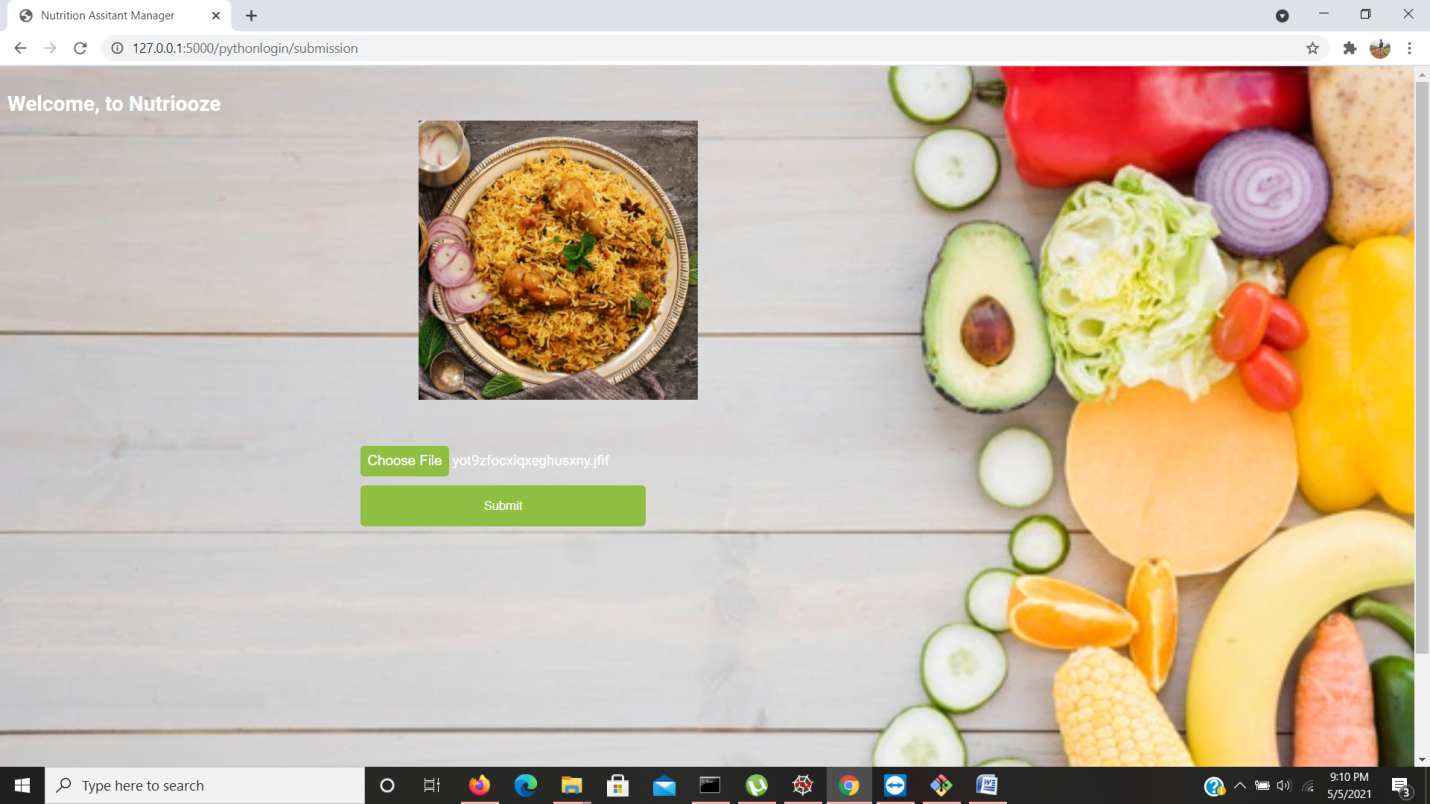 Nutrition Assitant Manager
127.0.0.1:5000/pythonlogin/submission
Welcome, to Nutriooze
Choose File yot9zfocxiqxeghusxny.jfif
Submit
Type here to search
9:10 PM
5/5/2021
3